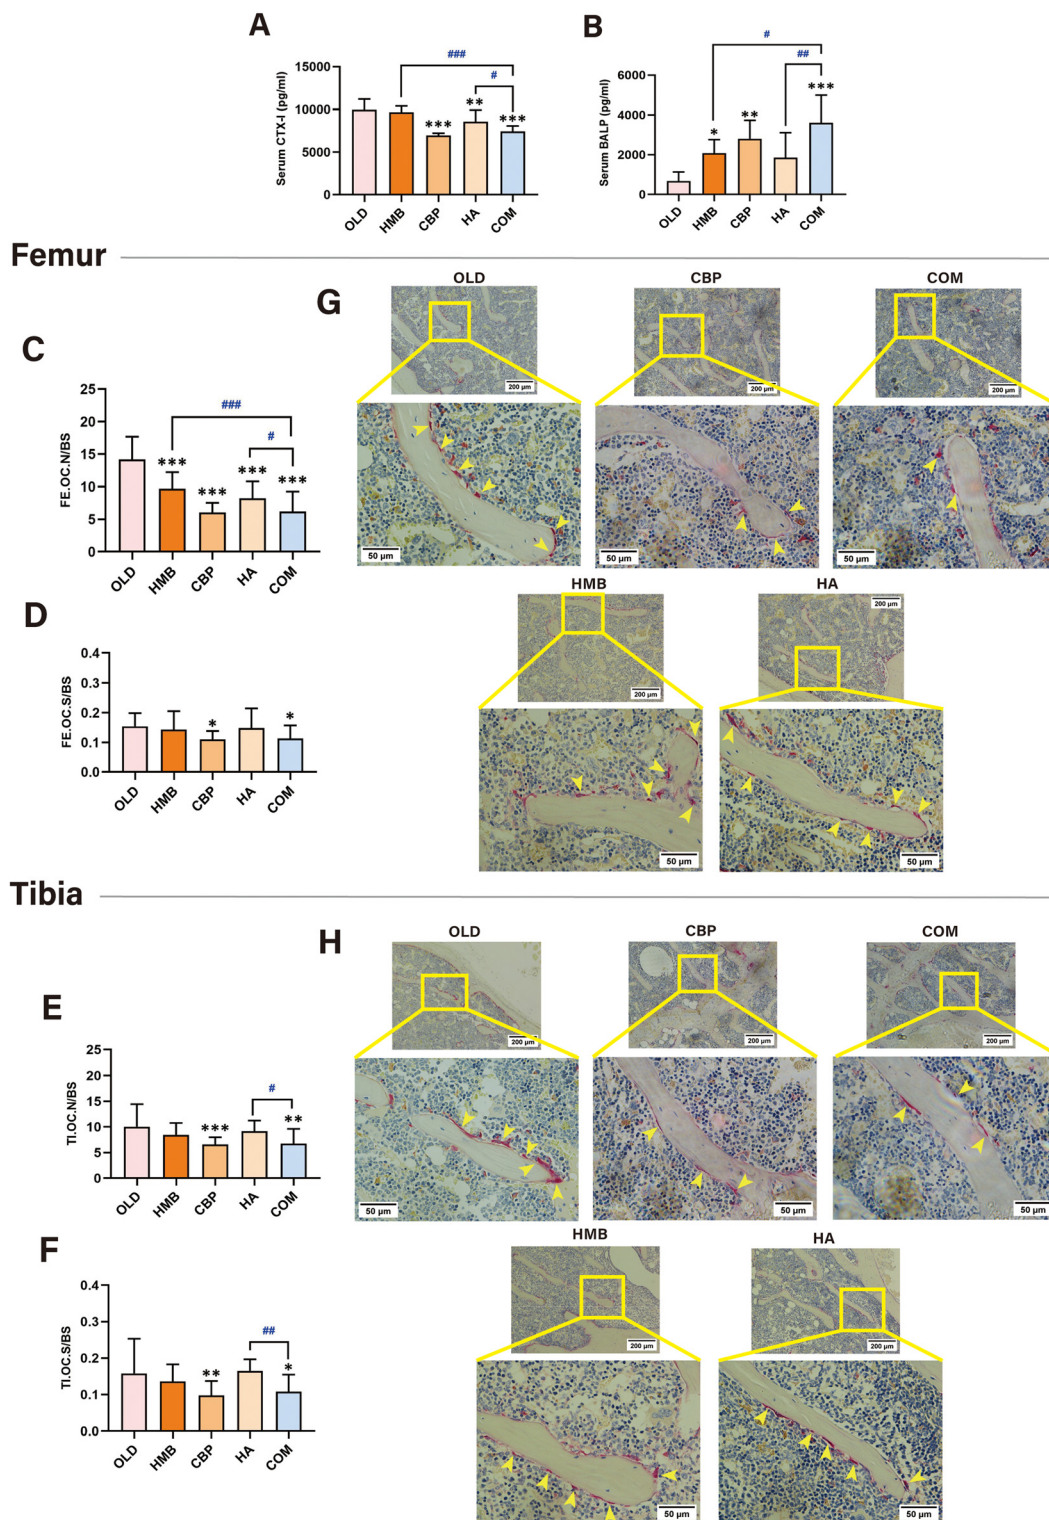 A
Serum CTX-I (pg/ml)
15000
10000
5000
0
###
#
***
**
***
OLD
HMB
CBP
HA
COM
B
Serum BALP (pg/ml)
6000
4000
2000
0
#
##
*
**
***
OLD
HMB
CBP
HA
COM
Femur
C
FE.OC.N/BS
25
20
15
10
5
0
###
#
***
***
***
***
OLD
HMB
CBP
HA
COM
D
FE.OC.S/BS
0.4
0.3
0.2
0.1
0.0
*
*
OLD
HMB
CBP
HA
COM
G
OLD
200 µm
50 µm
CBP
200 µm
50 µm
COM
200 µm
50 µm
HMB
200 µm
50 µm
HA
200 µm
50 µm
Tibia
E
TI.OC.N/BS
25
20
15
10
5
0
#
***
**
OLD
HMB
CBP
HA
COM
F
TI.OC.S/BS
0.4
0.3
0.2
0.1
0.0
##
**
*
OLD
HMB
CBP
HA
COM
H
OLD
200 µm
50 µm
CBP
200 µm
50 µm
COM
200 µm
50 µm
HMB
200 µm
50 µm
HA
200 µm
50 µm